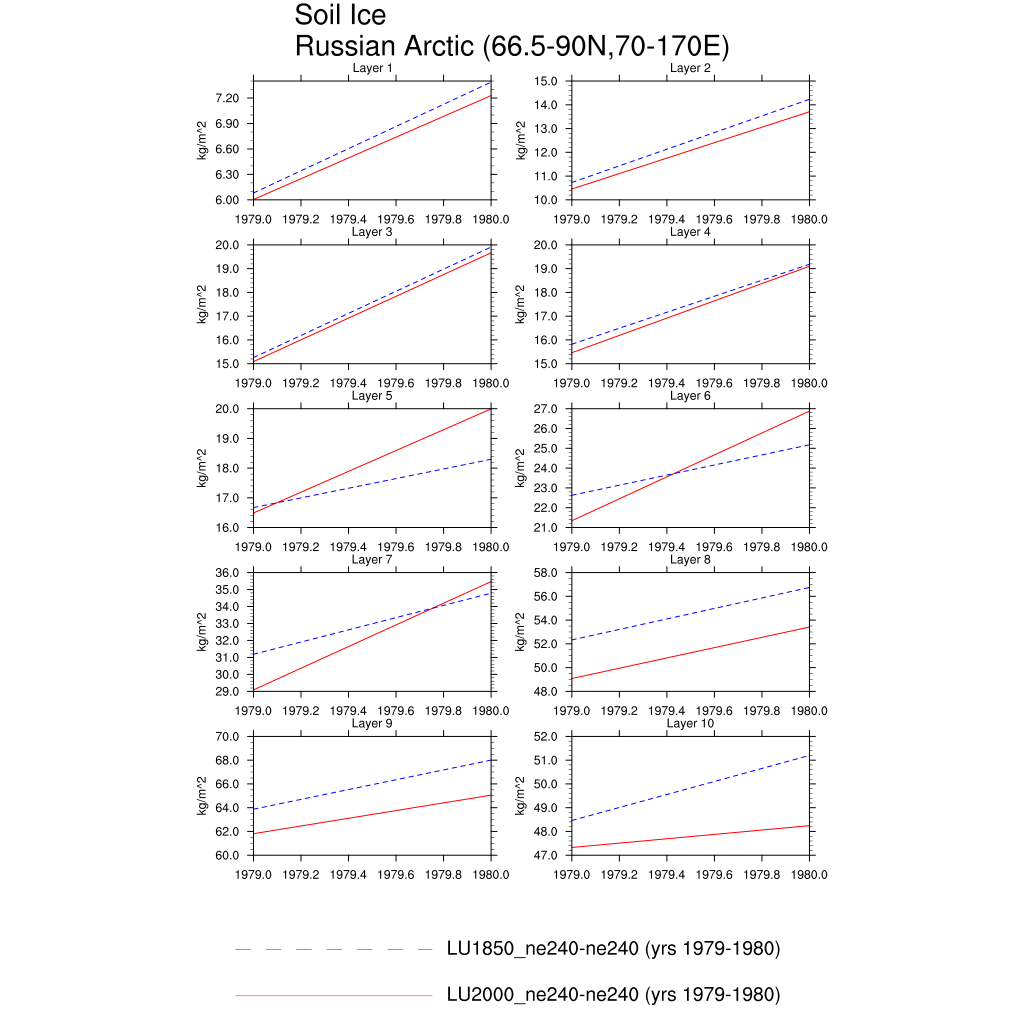 Soil Ice
Russian Arctic (66.5-90N,70-170E)
Layer 1
kg/m^2
7.20
6.90
6.60
6.30
6.00
1979.0 1979.2 1979.4 1979.6 1979.8 1980.0
Layer 2
kg/m^2
15.0
14.0
13.0
12.0
11.0
10.0
1979.0 1979.2 1979.4 1979.6 1979.8 1980.0
Layer 3
kg/m^2
20.0
19.0
18.0
17.0
16.0
15.0
1979.0 1979.2 1979.4 1979.6 1979.8 1980.0
Layer 4
kg/m^2
20.0
19.0
18.0
17.0
16.0
15.0
1979.0 1979.2 1979.4 1979.6 1979.8 1980.0
Layer 5
kg/m^2
20.0
19.0
18.0
17.0
16.0
1979.0 1979.2 1979.4 1979.6 1979.8 1980.0
Layer 6
kg/m^2
27.0
26.0
25.0
24.0
23.0
22.0
21.0
1979.0 1979.2 1979.4 1979.6 1979.8 1980.0
Layer 7
kg/m^2
36.0
35.0
34.0
33.0
32.0
31.0
30.0
29.0
1979.0 1979.2 1979.4 1979.6 1979.8 1980.0
Layer 8
kg/m^2
58.0
56.0
54.0
52.0
50.0
48.0
1979.0 1979.2 1979.4 1979.6 1979.8 1980.0
Layer 9
kg/m^2
70.0
68.0
66.0
64.0
62.0
60.0
1979.0 1979.2 1979.4 1979.6 1979.8 1980.0
Layer 10
kg/m^2
52.0
51.0
50.0
49.0
48.0
47.0
1979.0 1979.2 1979.4 1979.6 1979.8 1980.0
LU1850_ne240-ne240 (yrs 1979-1980)
LU2000_ne240-ne240 (yrs 1979-1980)